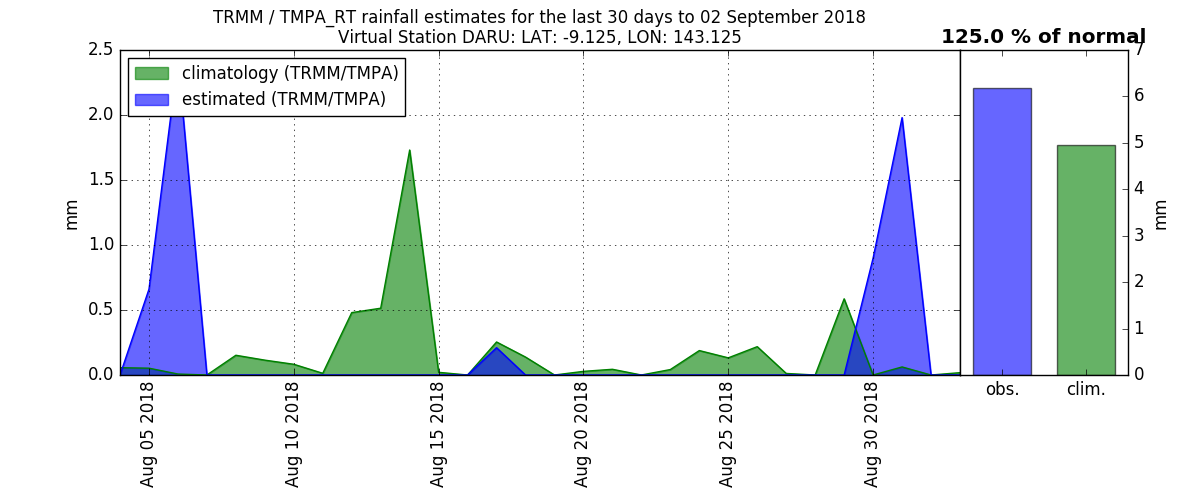 TRMM / TMPA_RT rainfall estimates for the last 30 days to 02 September 2018
Virtual Station DARU: LAT: -9.125, LON: 143.125
125.0 % of normal
climatology (TRMM/TMPA)
estimated (TRMM/TMPA)
mm
2.5
2.0
1.5
1.0
0.5
0.0
Aug 05 2018
Aug 10 2018
Aug 15 2018
Aug 20 2018
Aug 25 2018
Aug 30 2018
obs.
clim.
7
6
5
4
3
2
1
0
mm